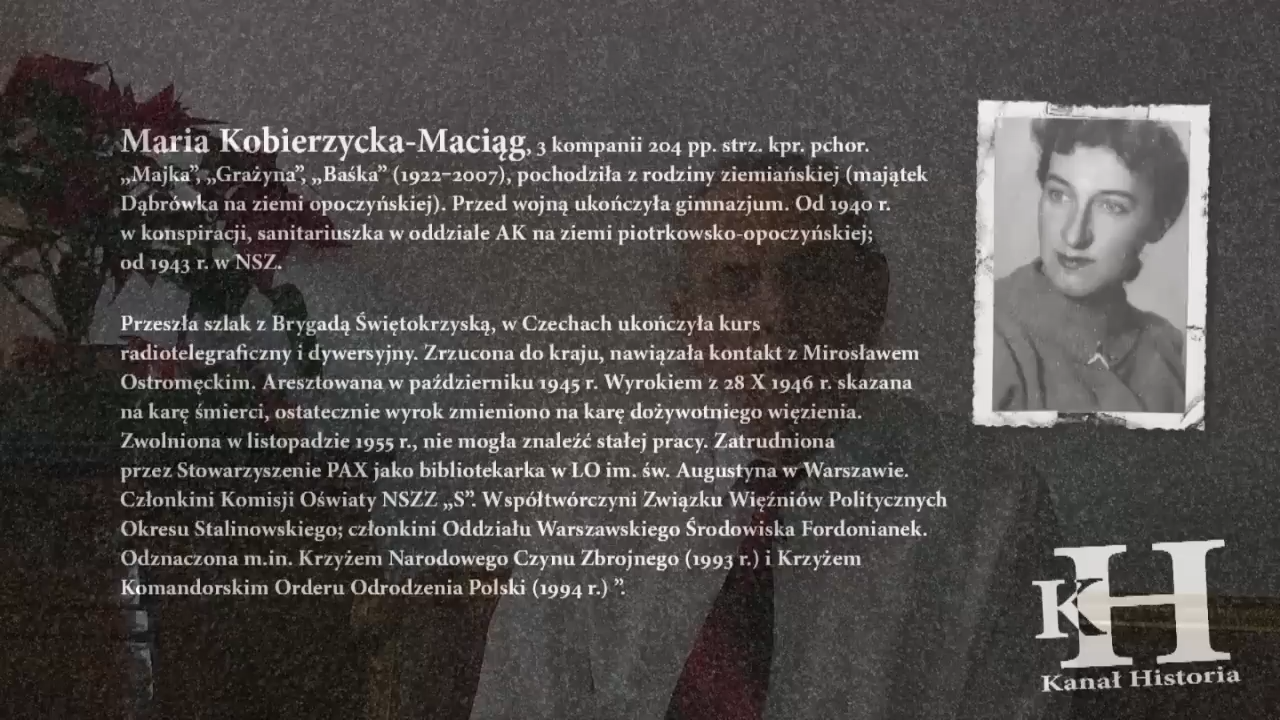 Maria Kobierzycka-Maciąg, 3 kompanii 204 pp. strz. kpr. pchor.
„Majka”, „Grażyna”, „Baśka” (1922–2007), pochodziła z rodziny ziemiańskiej (majątek
Dąbrówka na ziemi opoczyńskiej). Przed wojną ukończyła gimnazjum. Od 1940 r.
w konspiracji, sanitariuszka w oddziale AK na ziemi piotrkowsko-opoczyńskiej;
od 1943 r. w NSZ.
Przeszła szlak z Brygadą Świętokrzyską, w Czechach ukończyła kurs
radiotelegraficzny i dywersyjny. Zrzucona do kraju, nawiązała kontakt z Mirosławem
Ostromęckim. Aresztowana w październiku 1945 r. Wyrokiem z 28 X 1946 r. skazana
na karę śmierci, ostatecznie wyrok zmieniono na karę dożywotniego więzienia.
Zwolniona w listopadzie 1955 r., nie mogła znaleźć stałej pracy. Zatrudniona
przez Stowarzyszenie PAX jako bibliotekarka w LO im. św. Augustyna w Warszawie.
Członkini Komisji Oświaty NSZZ „S”. Współtwórczyni Związku Więźniów Politycznych
Okresu Stalinowskiego; członkini Oddziału Warszawskiego Środowiska Fordonianek.
Odznaczona m.in. Krzyżem Narodowego Czynu Zbrojnego (1993 r.) i Krzyżem
Komandorskim Orderu Odrodzenia Polski (1994 r.) ”.
KH
Kanał Historia